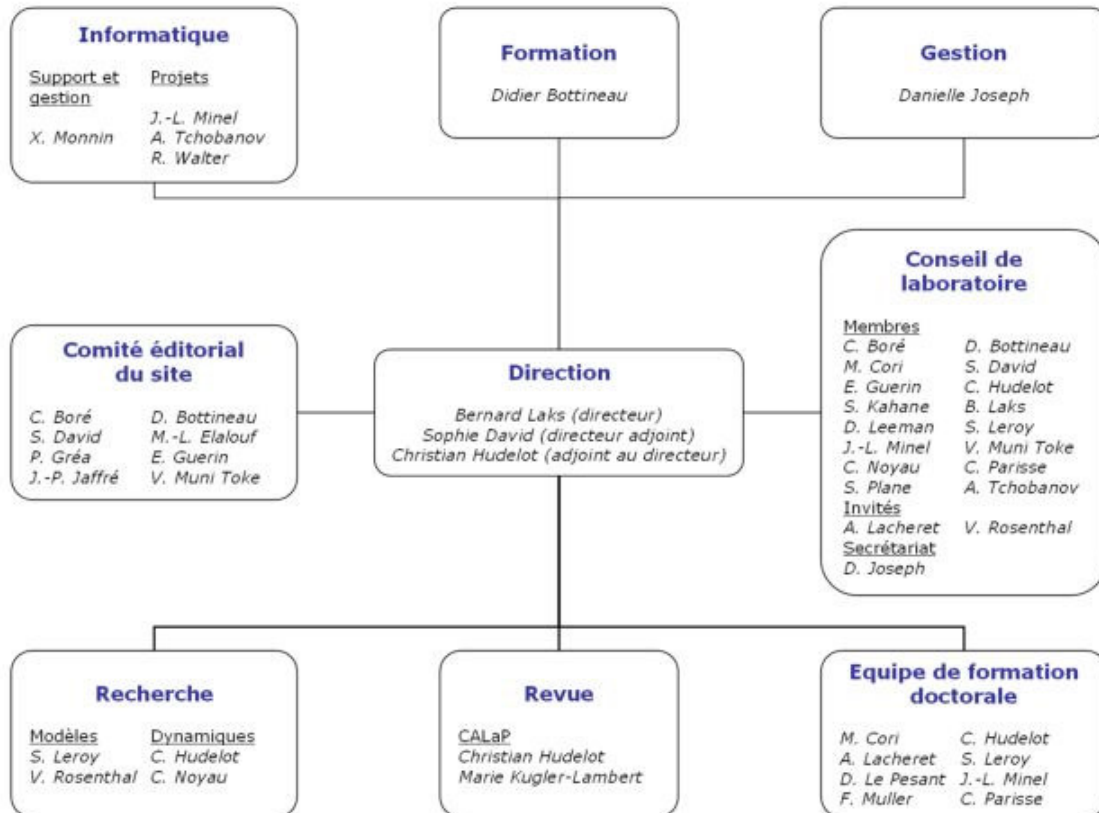 Informatique
Support et gestion
X. Monnin
Projets
J.-L. Minel
A. Tchobanov
R. Walter
Formation
Didier Bottineau
Gestion
Danielle Joseph
Comité éditorial
du site
C. Boré D. Bottineau
S. David M.-L. Elalouf
P. Gréa E. Guerin
J.-P. Jaffré V. Muni Toke
Direction
Bernard Laks (directeur)
Sophie David (directeur adjoint)
Christian Hudelot (adjoint au directeur)
Conseil de
laboratoire
Membres
C. Boré D. Bottineau
M. Cori S. David
E. Guerin C. Hudelot
S. Kahane B. Laks
D. Leeman S. Leroy
J.-L. Minel V. Muni Toke
C. Noyau C. Parisse
S. Plane A. Tchobanov
Invités
A. Lacheret V. Rosenthal
Secrétariat
D. Joseph
Recherche
Modèles Dynamiques
S. Leroy C. Hudelot
V. Rosenthal C. Noyau
Revue
CALaP
Christian Hudelot
Marie Kugler-Lambert
Equipe de formation
doctorale
M. Cori C. Hudelot
A. Lacheret S. Leroy
D. Le Pesant J.-L. Minel
F. Muller C. Parisse